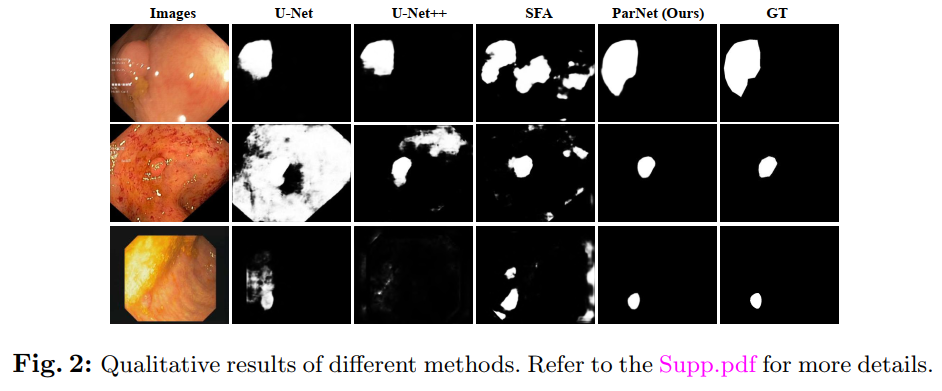 Images U-Net U-Net++ SFA ParNet (Ours) GT
Fig. 2: Qualitative results of different methods. Refer to the Supp.pdf for more details.